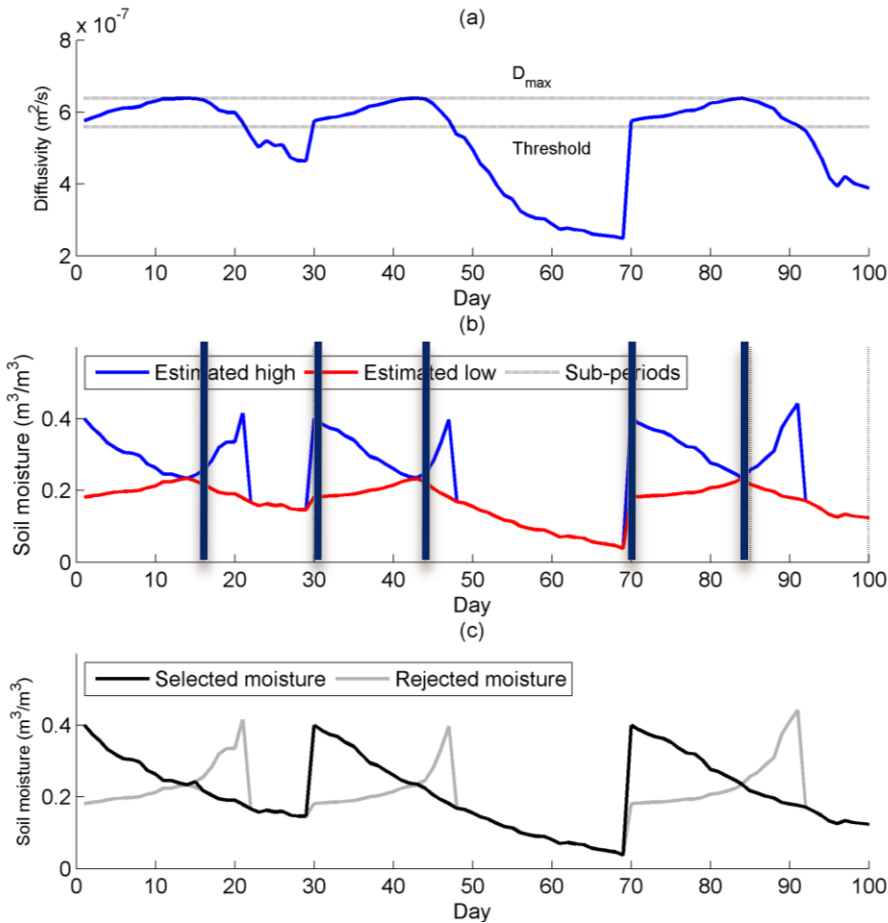 (a)
× 10⁻⁷
8
6
4
2
Diffusivity (m²/s)
D_max
Threshold
0 10 20 30 40 50 60 70 80 90 100
Day
(b)
Estimated high Estimated low Sub-periods
0.4
0.2
0
Soil moisture (m³/m³)
0 10 20 30 40 50 60 70 80 90 100
Day
(c)
Selected moisture Rejected moisture
0.4
0.2
0
Soil moisture (m³/m³)
0 10 20 30 40 50 60 70 80 90 100
Day